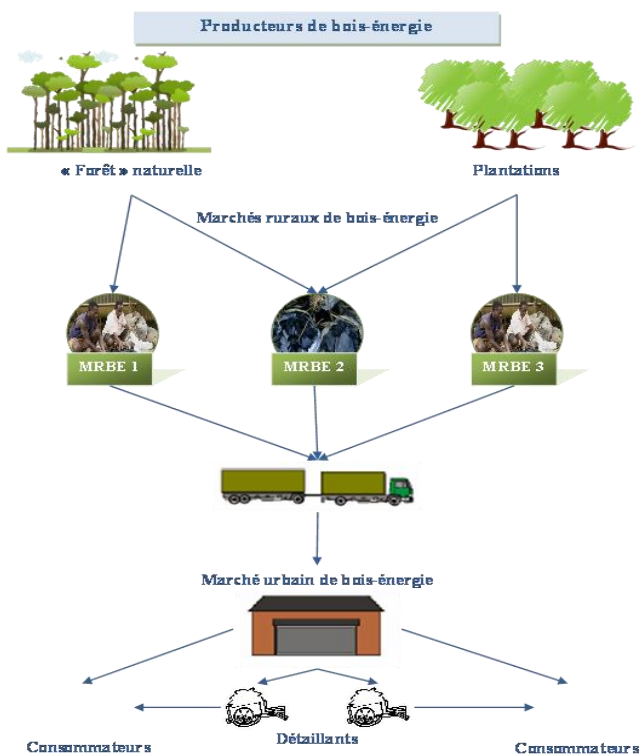 Producteurs de bois-énergie
« Forêt » naturelle
Plantations
Marchés ruraux de bois-énergie
MRBE 1
MRBE 2
MRBE 3
Marché urbain de bois-énergie
Détaillants
Consommateurs
Consommateurs